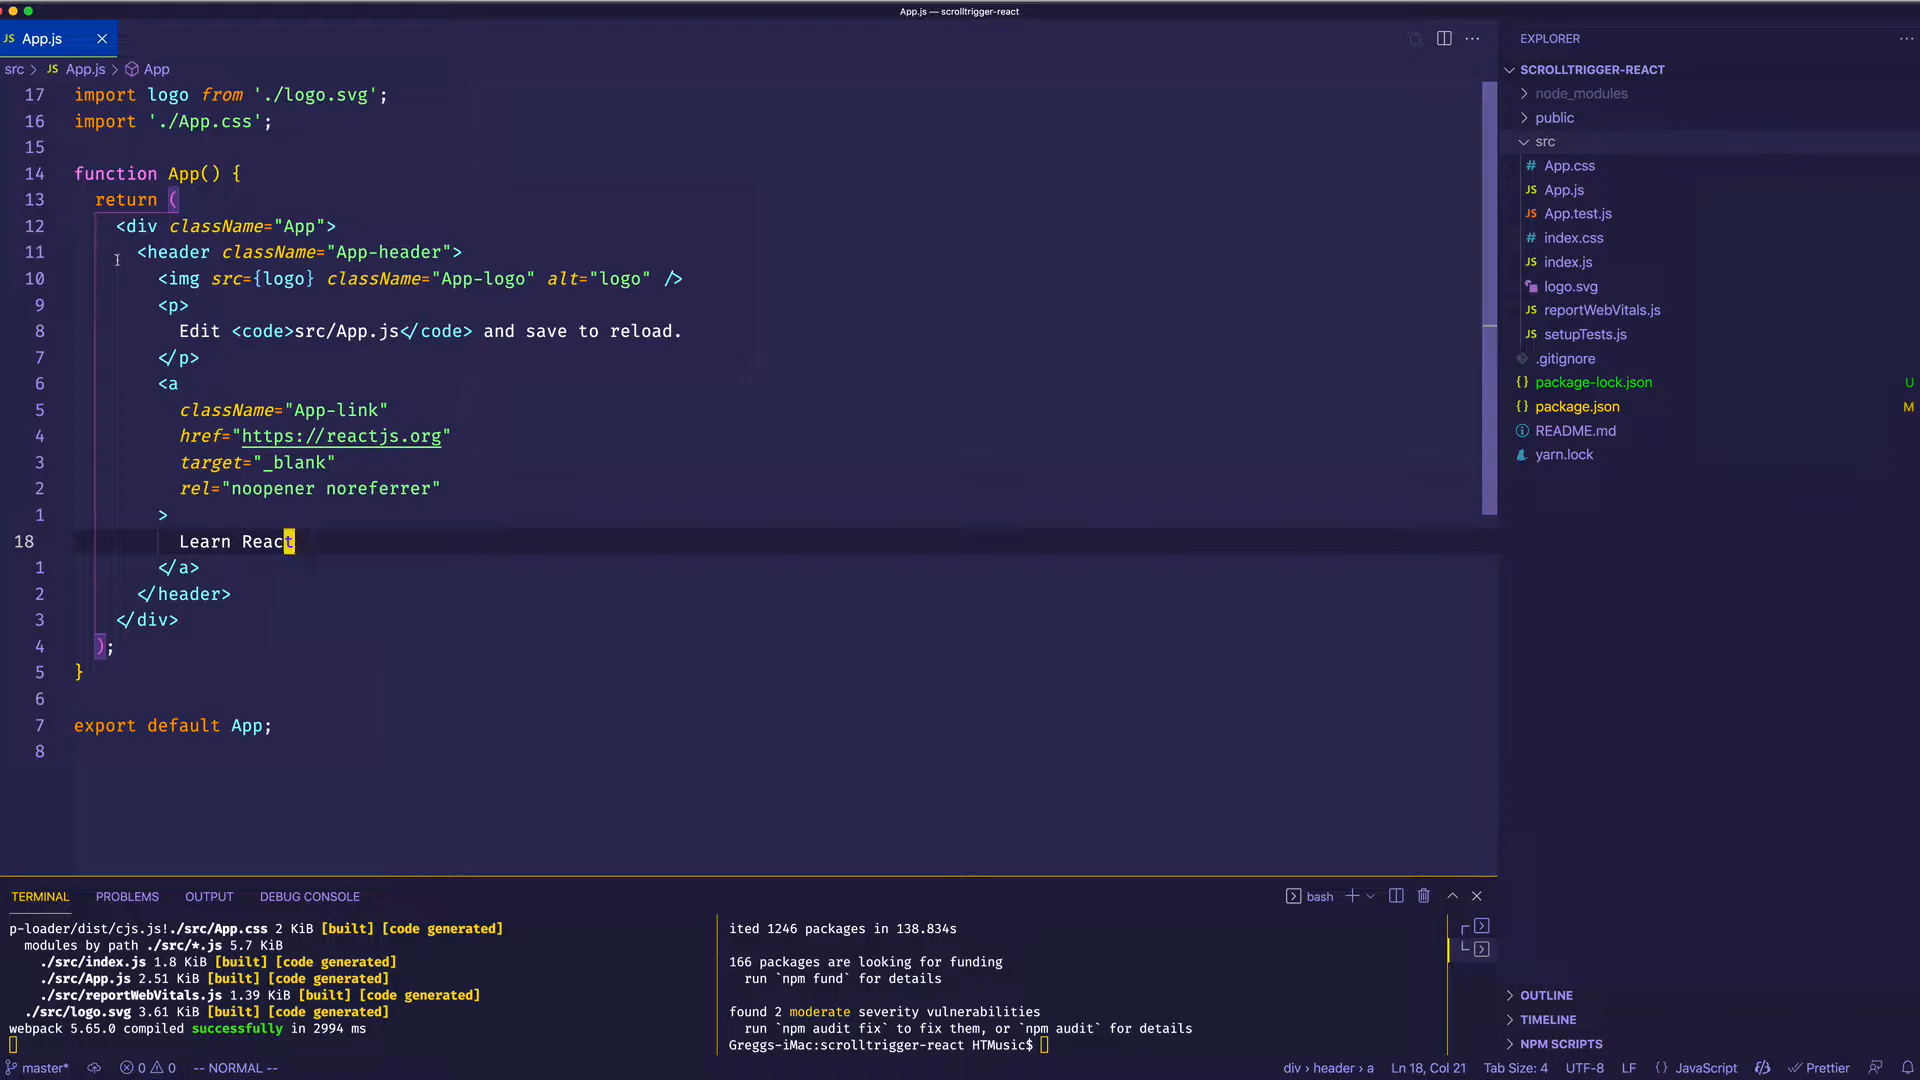 App.js — scrolltrigger-react
JS App.js
src > JS App.js > App
17 import logo from './logo.svg';
16 import './App.css';
15
14 function App() {
13 return (
12 <div className="App">
11 <header className="App-header">
10 <img src={logo} className="App-logo" alt="logo" />
9 <p>
8 Edit <code>src/App.js</code> and save to reload.
7 </p>
6 <a
5 className="App-link"
4 href="https://reactjs.org"
3 target="_blank"
2 rel="noopener noreferrer"
1 >
18 Learn React
1 </a>
2 </header>
3 </div>
4 );
5 }
6
7 export default App;
8
EXPLORER
SCROLLTRIGGER-REACT
node_modules
public
src
# App.css
JS App.js
JS App.test.js
# index.css
JS index.js
logo.svg
JS reportWebVitals.js
JS setupTests.js
.gitignore
{} package-lock.json U
{} package.json M
README.md
yarn.lock
OUTLINE
TIMELINE
NPM SCRIPTS
TERMINAL PROBLEMS OUTPUT DEBUG CONSOLE
bash
p-loader/dist/cjs.js!./src/App.css 2 KiB [built] [code generated]
modules by path ./src/*.js 5.7 KiB
./src/index.js 1.8 KiB [built] [code generated]
./src/App.js 2.51 KiB [built] [code generated]
./src/reportWebVitals.js 1.39 KiB [built] [code generated]
./src/logo.svg 3.61 KiB [built] [code generated]
webpack 5.65.0 compiled successfully in 2994 ms
ited 1246 packages in 138.834s
166 packages are looking for funding
run `npm fund` for details
found 2 moderate severity vulnerabilities
run `npm audit fix` to fix them, or `npm audit` for details
Greggs-iMac:scrolltrigger-react HTMusic$
master* 0 0 -- NORMAL --
div > header > a Ln 18, Col 21 Tab Size: 4 UTF-8 LF {} JavaScript Prettier